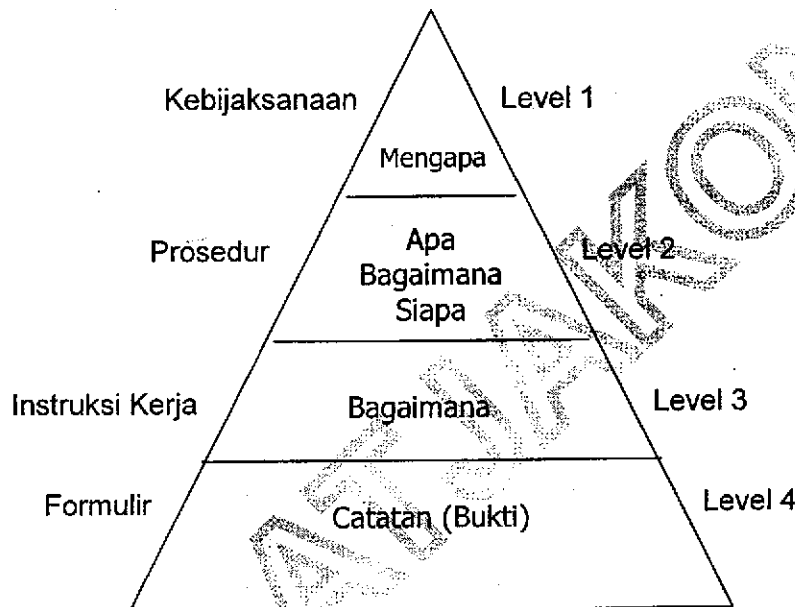 Kebijaksanaan
Level 1
Mengapa
Prosedur
Apa
Bagaimana
Siapa
Level 2
Instruksi Kerja
Bagaimana
Level 3
Formulir
Catatan (Bukti)
Level 4